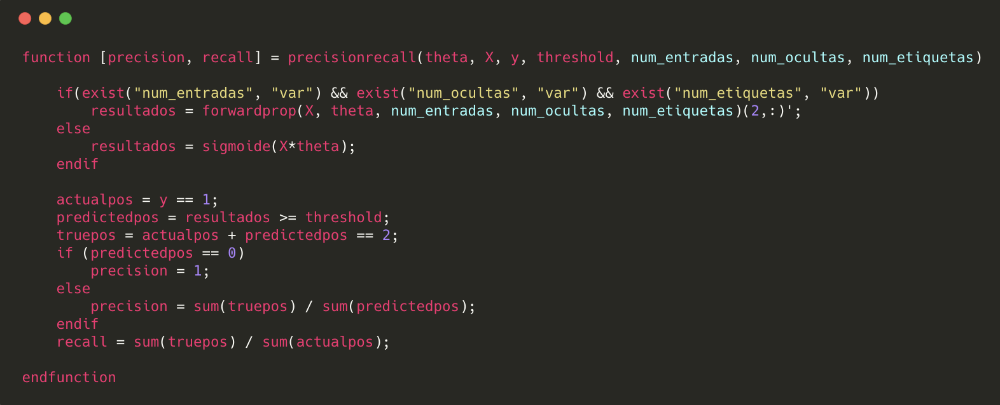 function [precision, recall] = precisionrecall(theta, X, y, threshold, num_entradas, num_ocultas, num_etiquetas)
if(exist("num_entradas", "var") && exist("num_ocultas", "var") && exist("num_etiquetas", "var"))
resultados = forwardprop(X, theta, num_entradas, num_ocultas, num_etiquetas)(2,:)';
else
resultados = sigmoide(X*theta);
endif
actualpos = y == 1;
predictedpos = resultados >= threshold;
truepos = actualpos + predictedpos == 2;
if (predictedpos == 0)
precision = 1;
else
precision = sum(truepos) / sum(predictedpos);
endif
recall = sum(truepos) / sum(actualpos);
endfunction